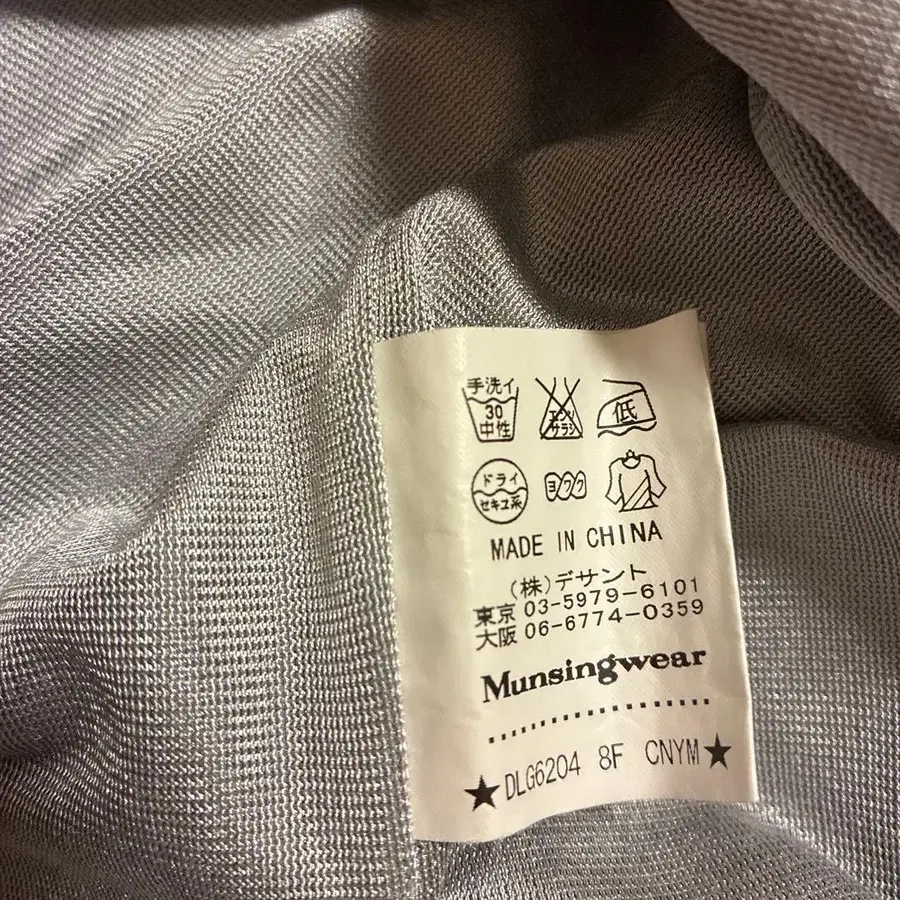 手洗イ
30
中性
エンソ
サラシ
低
ドライ
セキユ系
ヨワク
MADE IN CHINA
(株)デサント
東京 03-5979-6101
大阪 06-6774-0359
Munsingwear
★DLG6204 8F CNYM★